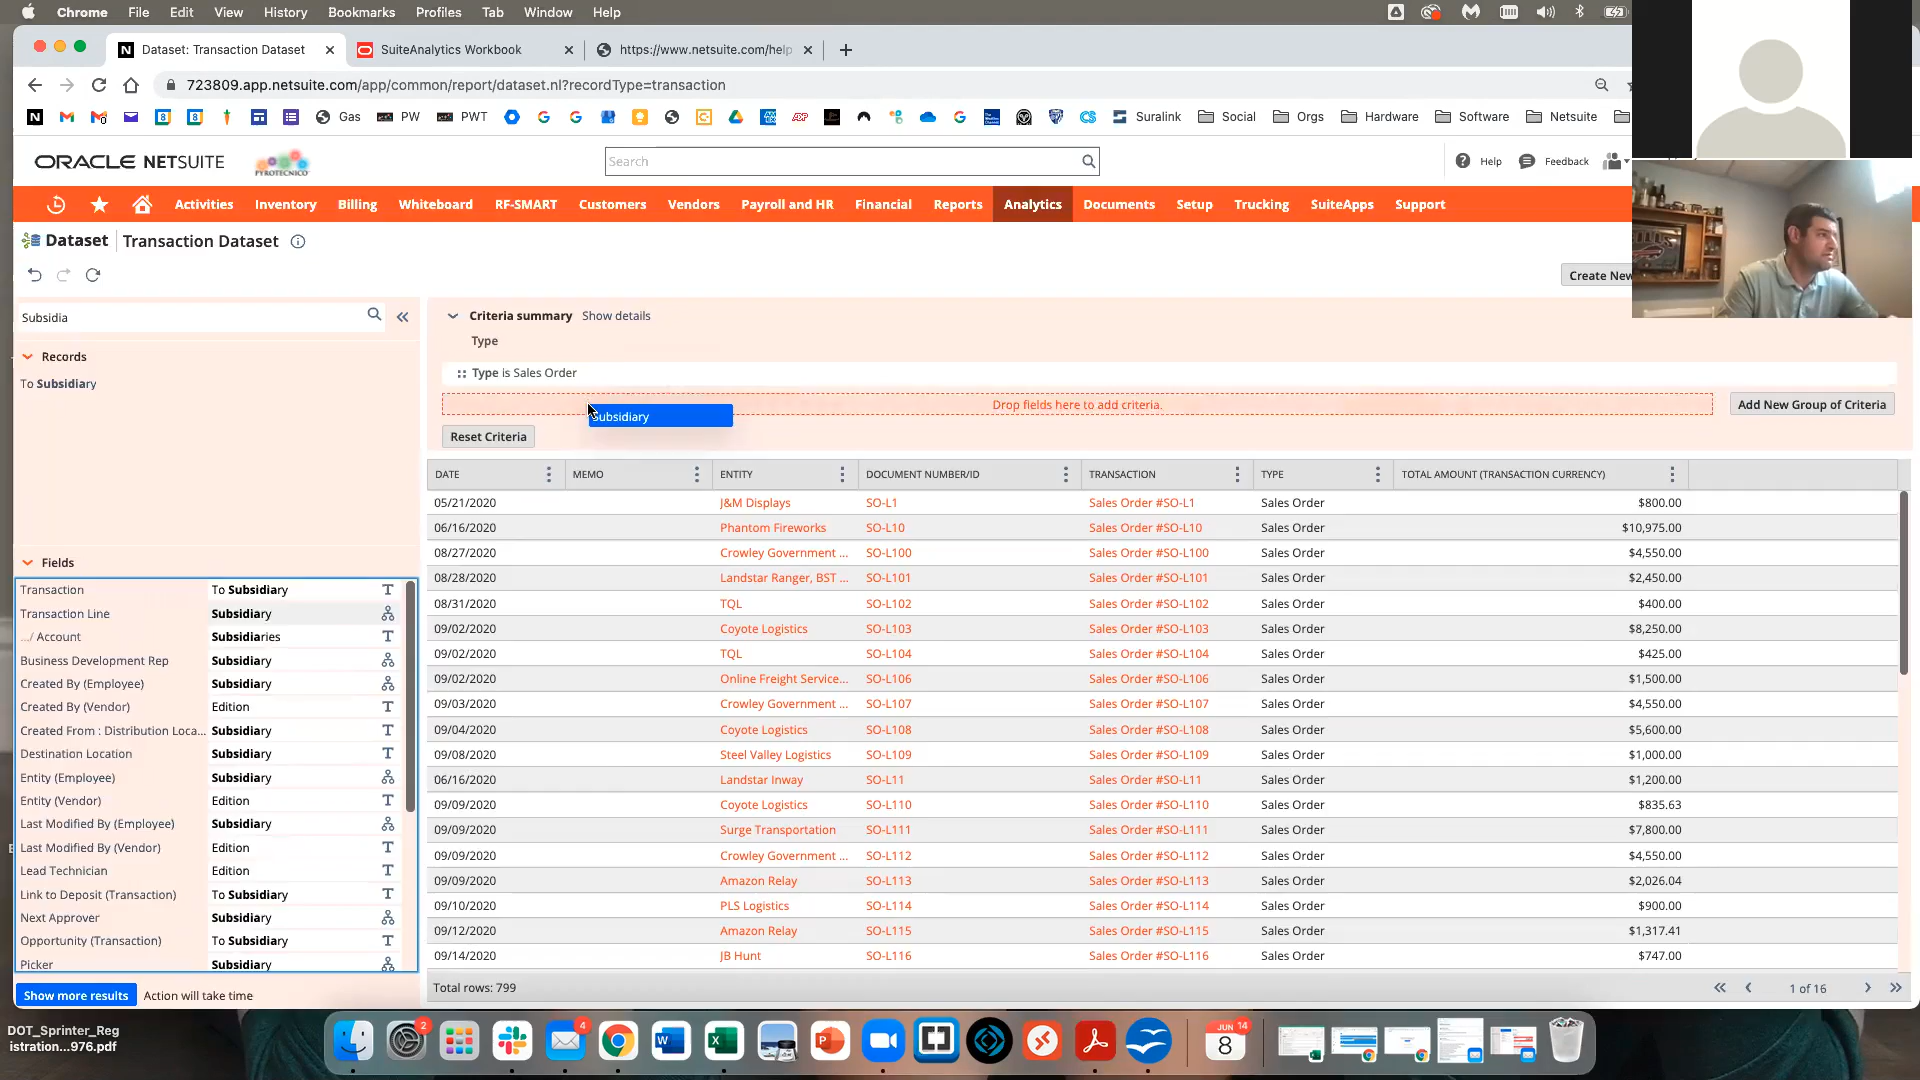 Chrome File Edit View History Bookmarks Profiles Tab Window Help
Dataset: Transaction Dataset
SuiteAnalytics Workbook
https://www.netsuite.com/help
723809.app.netsuite.com/app/common/report/dataset.nl?recordType=transaction
Gas PW PWT Suralink Social Orgs Hardware Software Netsuite
ORACLE NETSUITE
PYROTECNICO
Search
Help
Feedback
Activities Inventory Billing Whiteboard RF-SMART Customers Vendors Payroll and HR Financial Reports Analytics Documents Setup Trucking SuiteApps Support
Dataset Transaction Dataset
Create New
Subsidia
Records
To Subsidiary
Criteria summary Show details
Type
Type is Sales Order
Drop fields here to add criteria.
Add New Group of Criteria
Subsidiary
Reset Criteria
Fields
Transaction To Subsidiary
Transaction Line Subsidiary
.../ Account Subsidiaries
Business Development Rep Subsidiary
Created By (Employee) Subsidiary
Created By (Vendor) Edition
Created From : Distribution Loca... Subsidiary
Destination Location Subsidiary
Entity (Employee) Subsidiary
Entity (Vendor) Edition
Last Modified By (Employee) Subsidiary
Last Modified By (Vendor) Edition
Lead Technician Edition
Link to Deposit (Transaction) To Subsidiary
Next Approver Subsidiary
Opportunity (Transaction) To Subsidiary
Picker Subsidiary
Show more results Action will take time
DATE MEMO ENTITY DOCUMENT NUMBER/ID TRANSACTION TYPE TOTAL AMOUNT (TRANSACTION CURRENCY)
05/21/2020 J&M Displays SO-L1 Sales Order #SO-L1 Sales Order $800.00
06/16/2020 Phantom Fireworks SO-L10 Sales Order #SO-L10 Sales Order $10,975.00
08/27/2020 Crowley Government ... SO-L100 Sales Order #SO-L100 Sales Order $4,550.00
08/28/2020 Landstar Ranger, BST ... SO-L101 Sales Order #SO-L101 Sales Order $2,450.00
08/31/2020 TQL SO-L102 Sales Order #SO-L102 Sales Order $400.00
09/02/2020 Coyote Logistics SO-L103 Sales Order #SO-L103 Sales Order $8,250.00
09/02/2020 TQL SO-L104 Sales Order #SO-L104 Sales Order $425.00
09/02/2020 Online Freight Service... SO-L106 Sales Order #SO-L106 Sales Order $1,500.00
09/03/2020 Crowley Government ... SO-L107 Sales Order #SO-L107 Sales Order $4,550.00
09/04/2020 Coyote Logistics SO-L108 Sales Order #SO-L108 Sales Order $5,600.00
09/08/2020 Steel Valley Logistics SO-L109 Sales Order #SO-L109 Sales Order $1,000.00
06/16/2020 Landstar Inway SO-L11 Sales Order #SO-L11 Sales Order $1,200.00
09/09/2020 Coyote Logistics SO-L110 Sales Order #SO-L110 Sales Order $835.63
09/09/2020 Surge Transportation SO-L111 Sales Order #SO-L111 Sales Order $7,800.00
09/09/2020 Crowley Government ... SO-L112 Sales Order #SO-L112 Sales Order $4,550.00
09/09/2020 Amazon Relay SO-L113 Sales Order #SO-L113 Sales Order $2,026.04
09/10/2020 PLS Logistics SO-L114 Sales Order #SO-L114 Sales Order $900.00
09/12/2020 Amazon Relay SO-L115 Sales Order #SO-L115 Sales Order $1,317.41
09/14/2020 JB Hunt SO-L116 Sales Order #SO-L116 Sales Order $747.00
Total rows: 799
1 of 16
DOT_Sprinter_Reg
istration...976.pdf
2
4
JUN 14
8